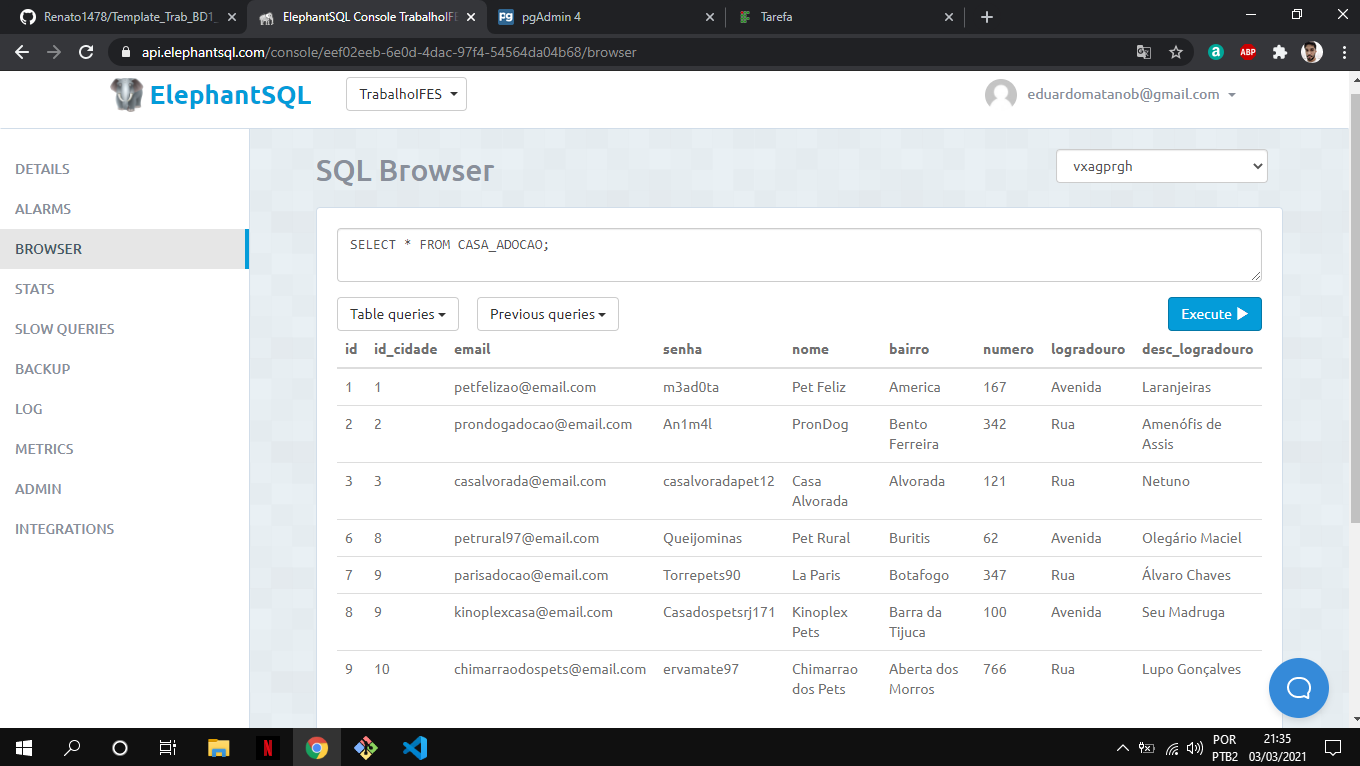 Renato1478/Template_Trab_BD1_
ElephantSQL Console TrabalhoIFE
pgAdmin 4
Tarefa
api.elephantsql.com/console/eef02eeb-6e0d-4dac-97f4-54564da04b68/browser
ElephantSQL
TrabalhoIFES
eduardomatanob@gmail.com
DETAILS
ALARMS
BROWSER
STATS
SLOW QUERIES
BACKUP
LOG
METRICS
ADMIN
INTEGRATIONS
SQL Browser
vxagprgh
SELECT * FROM CASA_ADOCAO;
Table queries
Previous queries
Execute
id id_cidade email senha nome bairro numero logradouro desc_logradouro
1 1 petfelizao@email.com m3ad0ta Pet Feliz America 167 Avenida Laranjeiras
2 2 prondogadocao@email.com An1m4l PronDog Bento Ferreira 342 Rua Amenófis de Assis
3 3 casalvorada@email.com casalvoradapet12 Casa Alvorada Alvorada 121 Rua Netuno
6 8 petrural97@email.com Queijominas Pet Rural Buritis 62 Avenida Olegário Maciel
7 9 parisadocao@email.com Torrepets90 La Paris Botafogo 347 Rua Álvaro Chaves
8 9 kinoplexcasa@email.com Casadospetsrj171 Kinoplex Pets Barra da Tijuca 100 Avenida Seu Madruga
9 10 chimarraodospets@email.com ervamate97 Chimarrao dos Pets Aberta dos Morros 766 Rua Lupo Gonçalves
POR
PTB2
21:35
03/03/2021